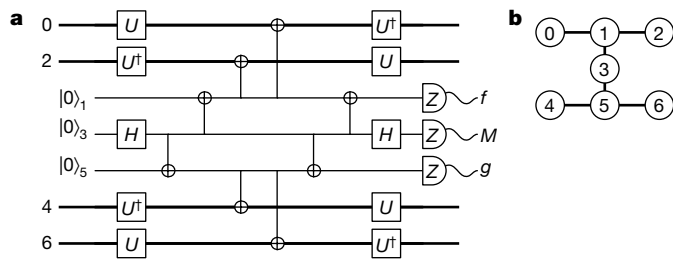 a
b
0 U U†
2 U† U
|0⟩₁ Z f
|0⟩₃ H H Z M
|0⟩₅ Z g
4 U† U
6 U U†
0 1 2
3
4 5 6